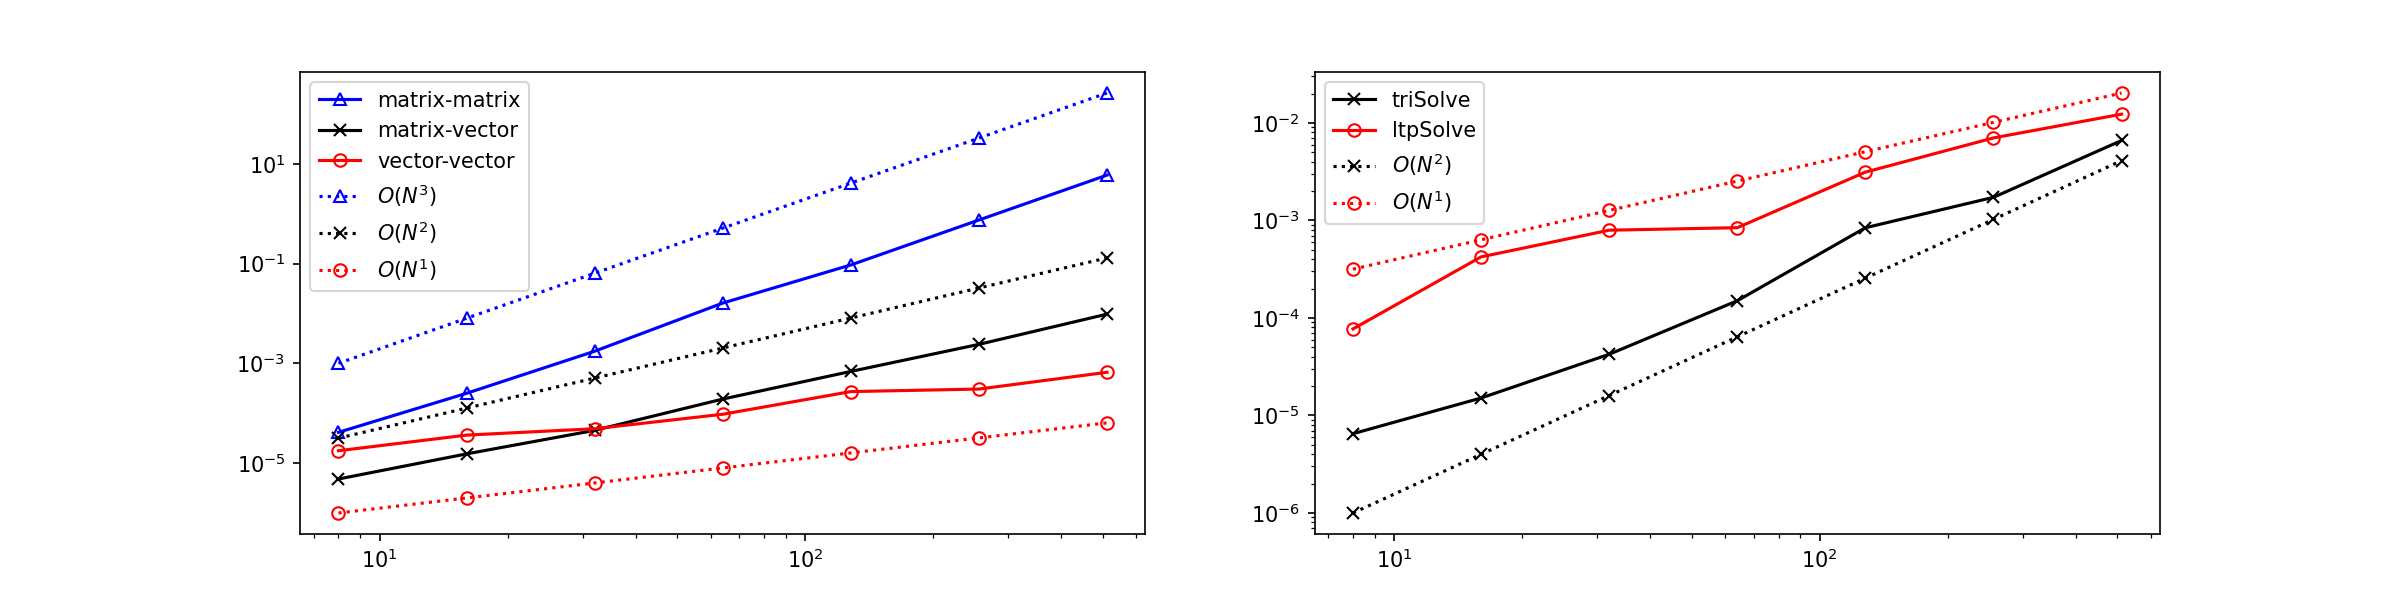 matrix-matrix
matrix-vector
vector-vector
O(N³)
O(N²)
O(N¹)
10¹
10⁻¹
10⁻³
10⁻⁵
10¹ 10²
triSolve
ltpSolve
O(N²)
O(N¹)
10⁻²
10⁻³
10⁻⁴
10⁻⁵
10⁻⁶
10¹ 10²